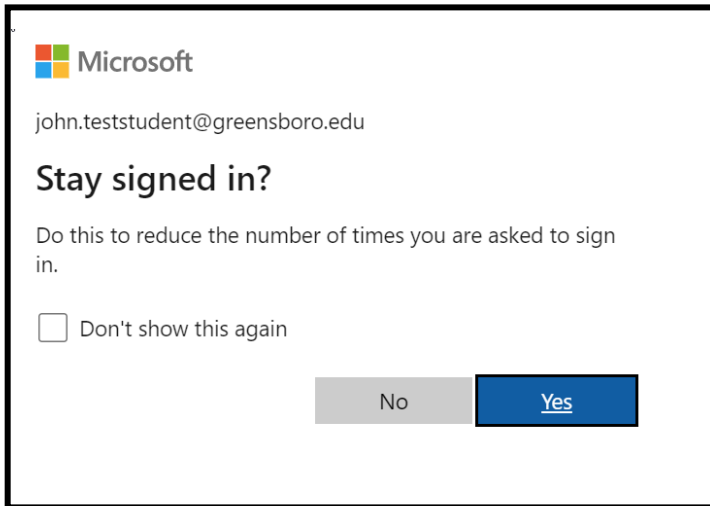 Microsoft
john.teststudent@greensboro.edu
Stay signed in?
Do this to reduce the number of times you are asked to sign
in.
Don't show this again
No
Yes